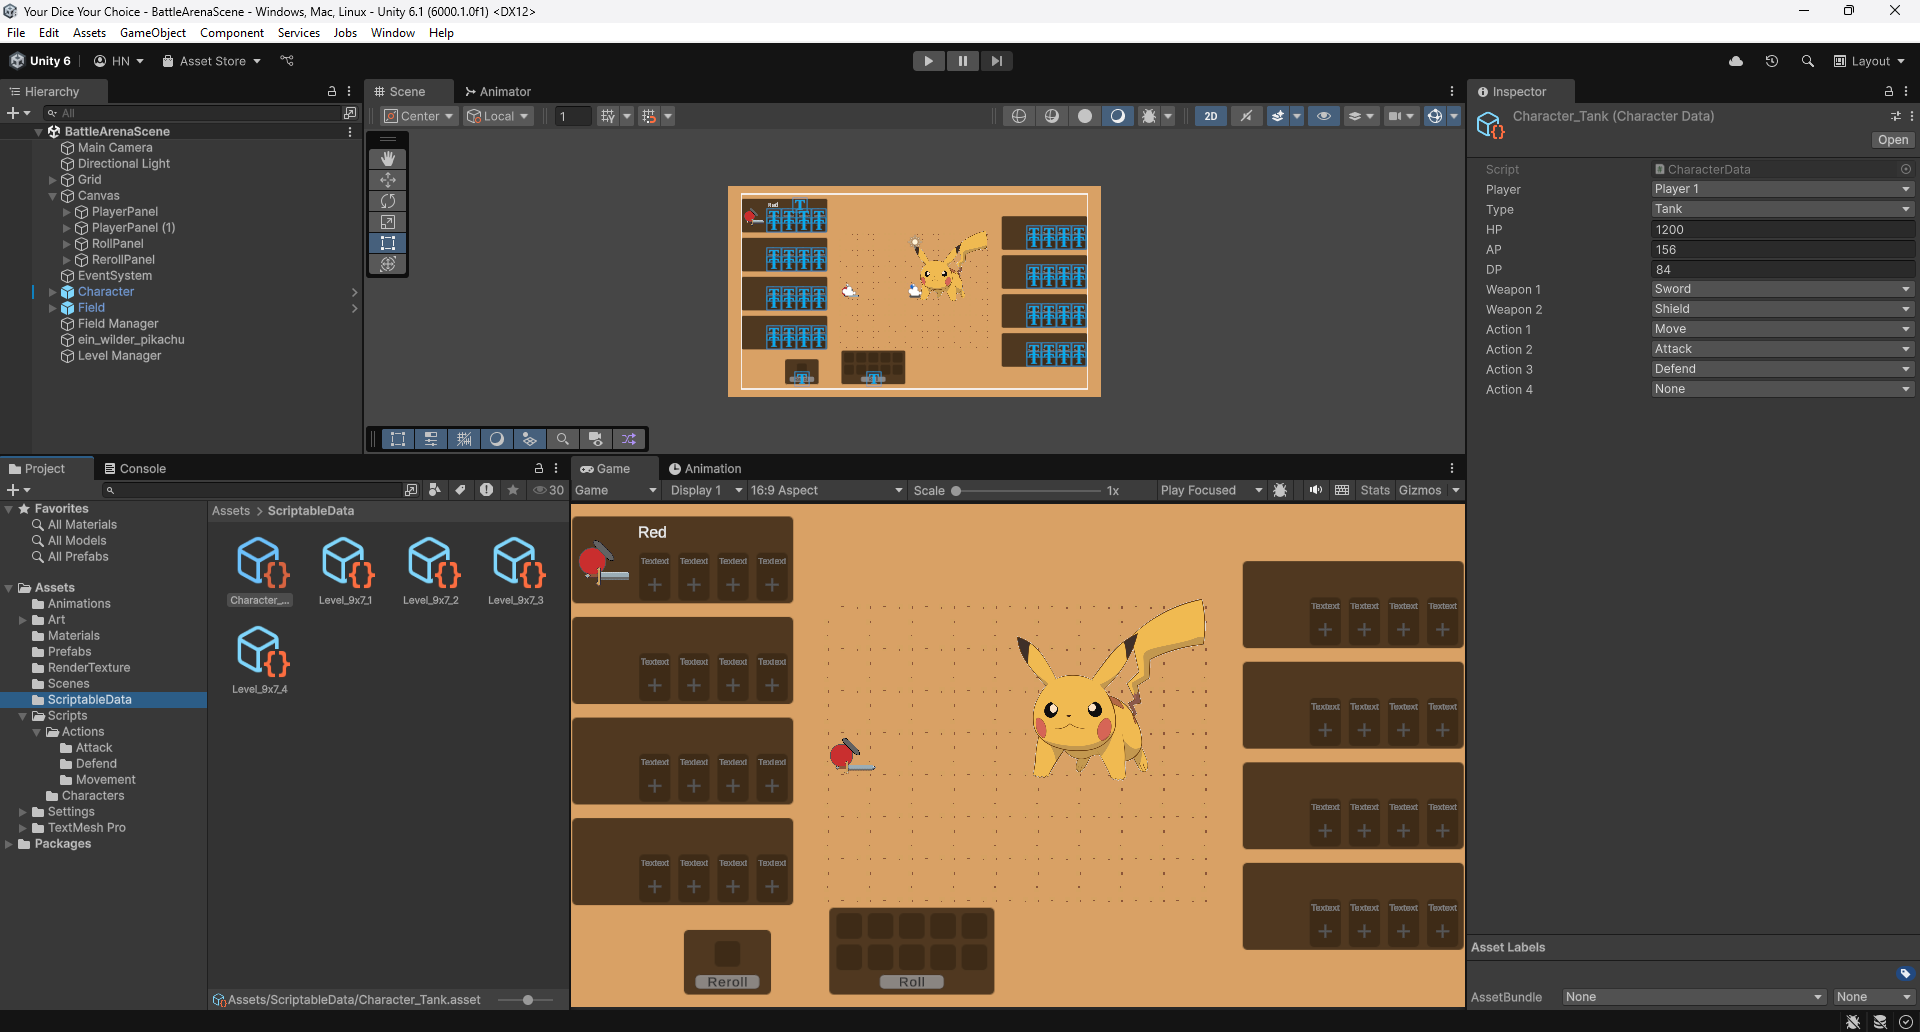 Your Dice Your Choice - BattleArenaScene - Windows, Mac, Linux - Unity 6.1 (6000.1.0f1) <DX12>
File Edit Assets GameObject Component Services Jobs Window Help
Unity 6 HN Asset Store Layout
Hierarchy
All
BattleArenaScene
Main Camera
Directional Light
Grid
Canvas
PlayerPanel
PlayerPanel (1)
RollPanel
RerollPanel
EventSystem
Character
Field
Field Manager
ein_wilder_pikachu
Level Manager
Scene Animator
Center Local 1 2D
Red
Inspector
Character_Tank (Character Data)
Open
Script CharacterData
Player Player 1
Type Tank
HP 1200
AP 156
DP 84
Weapon 1 Sword
Weapon 2 Shield
Action 1 Move
Action 2 Attack
Action 3 Defend
Action 4 None
Asset Labels
AssetBundle None None
Project Console
30
Favorites
All Materials
All Models
All Prefabs
Assets
Animations
Art
Materials
Prefabs
RenderTexture
Scenes
ScriptableData
Scripts
Actions
Attack
Defend
Movement
Characters
Settings
TextMesh Pro
Packages
Assets > ScriptableData
Character_... Level_9x7_1 Level_9x7_2 Level_9x7_3
Level_9x7_4
Assets/ScriptableData/Character_Tank.asset
Game Animation
Game Display 1 16:9 Aspect Scale 1x Play Focused Stats Gizmos
Red
Textext Textext Textext Textext
+ + + +
Textext Textext Textext Textext
+ + + +
Textext Textext Textext Textext
+ + + +
Textext Textext Textext Textext
+ + + +
Reroll
Roll
Textext Textext Textext Textext
+ + + +
Textext Textext Textext Textext
+ + + +
Textext Textext Textext Textext
+ + + +
Textext Textext Textext Textext
+ + + +